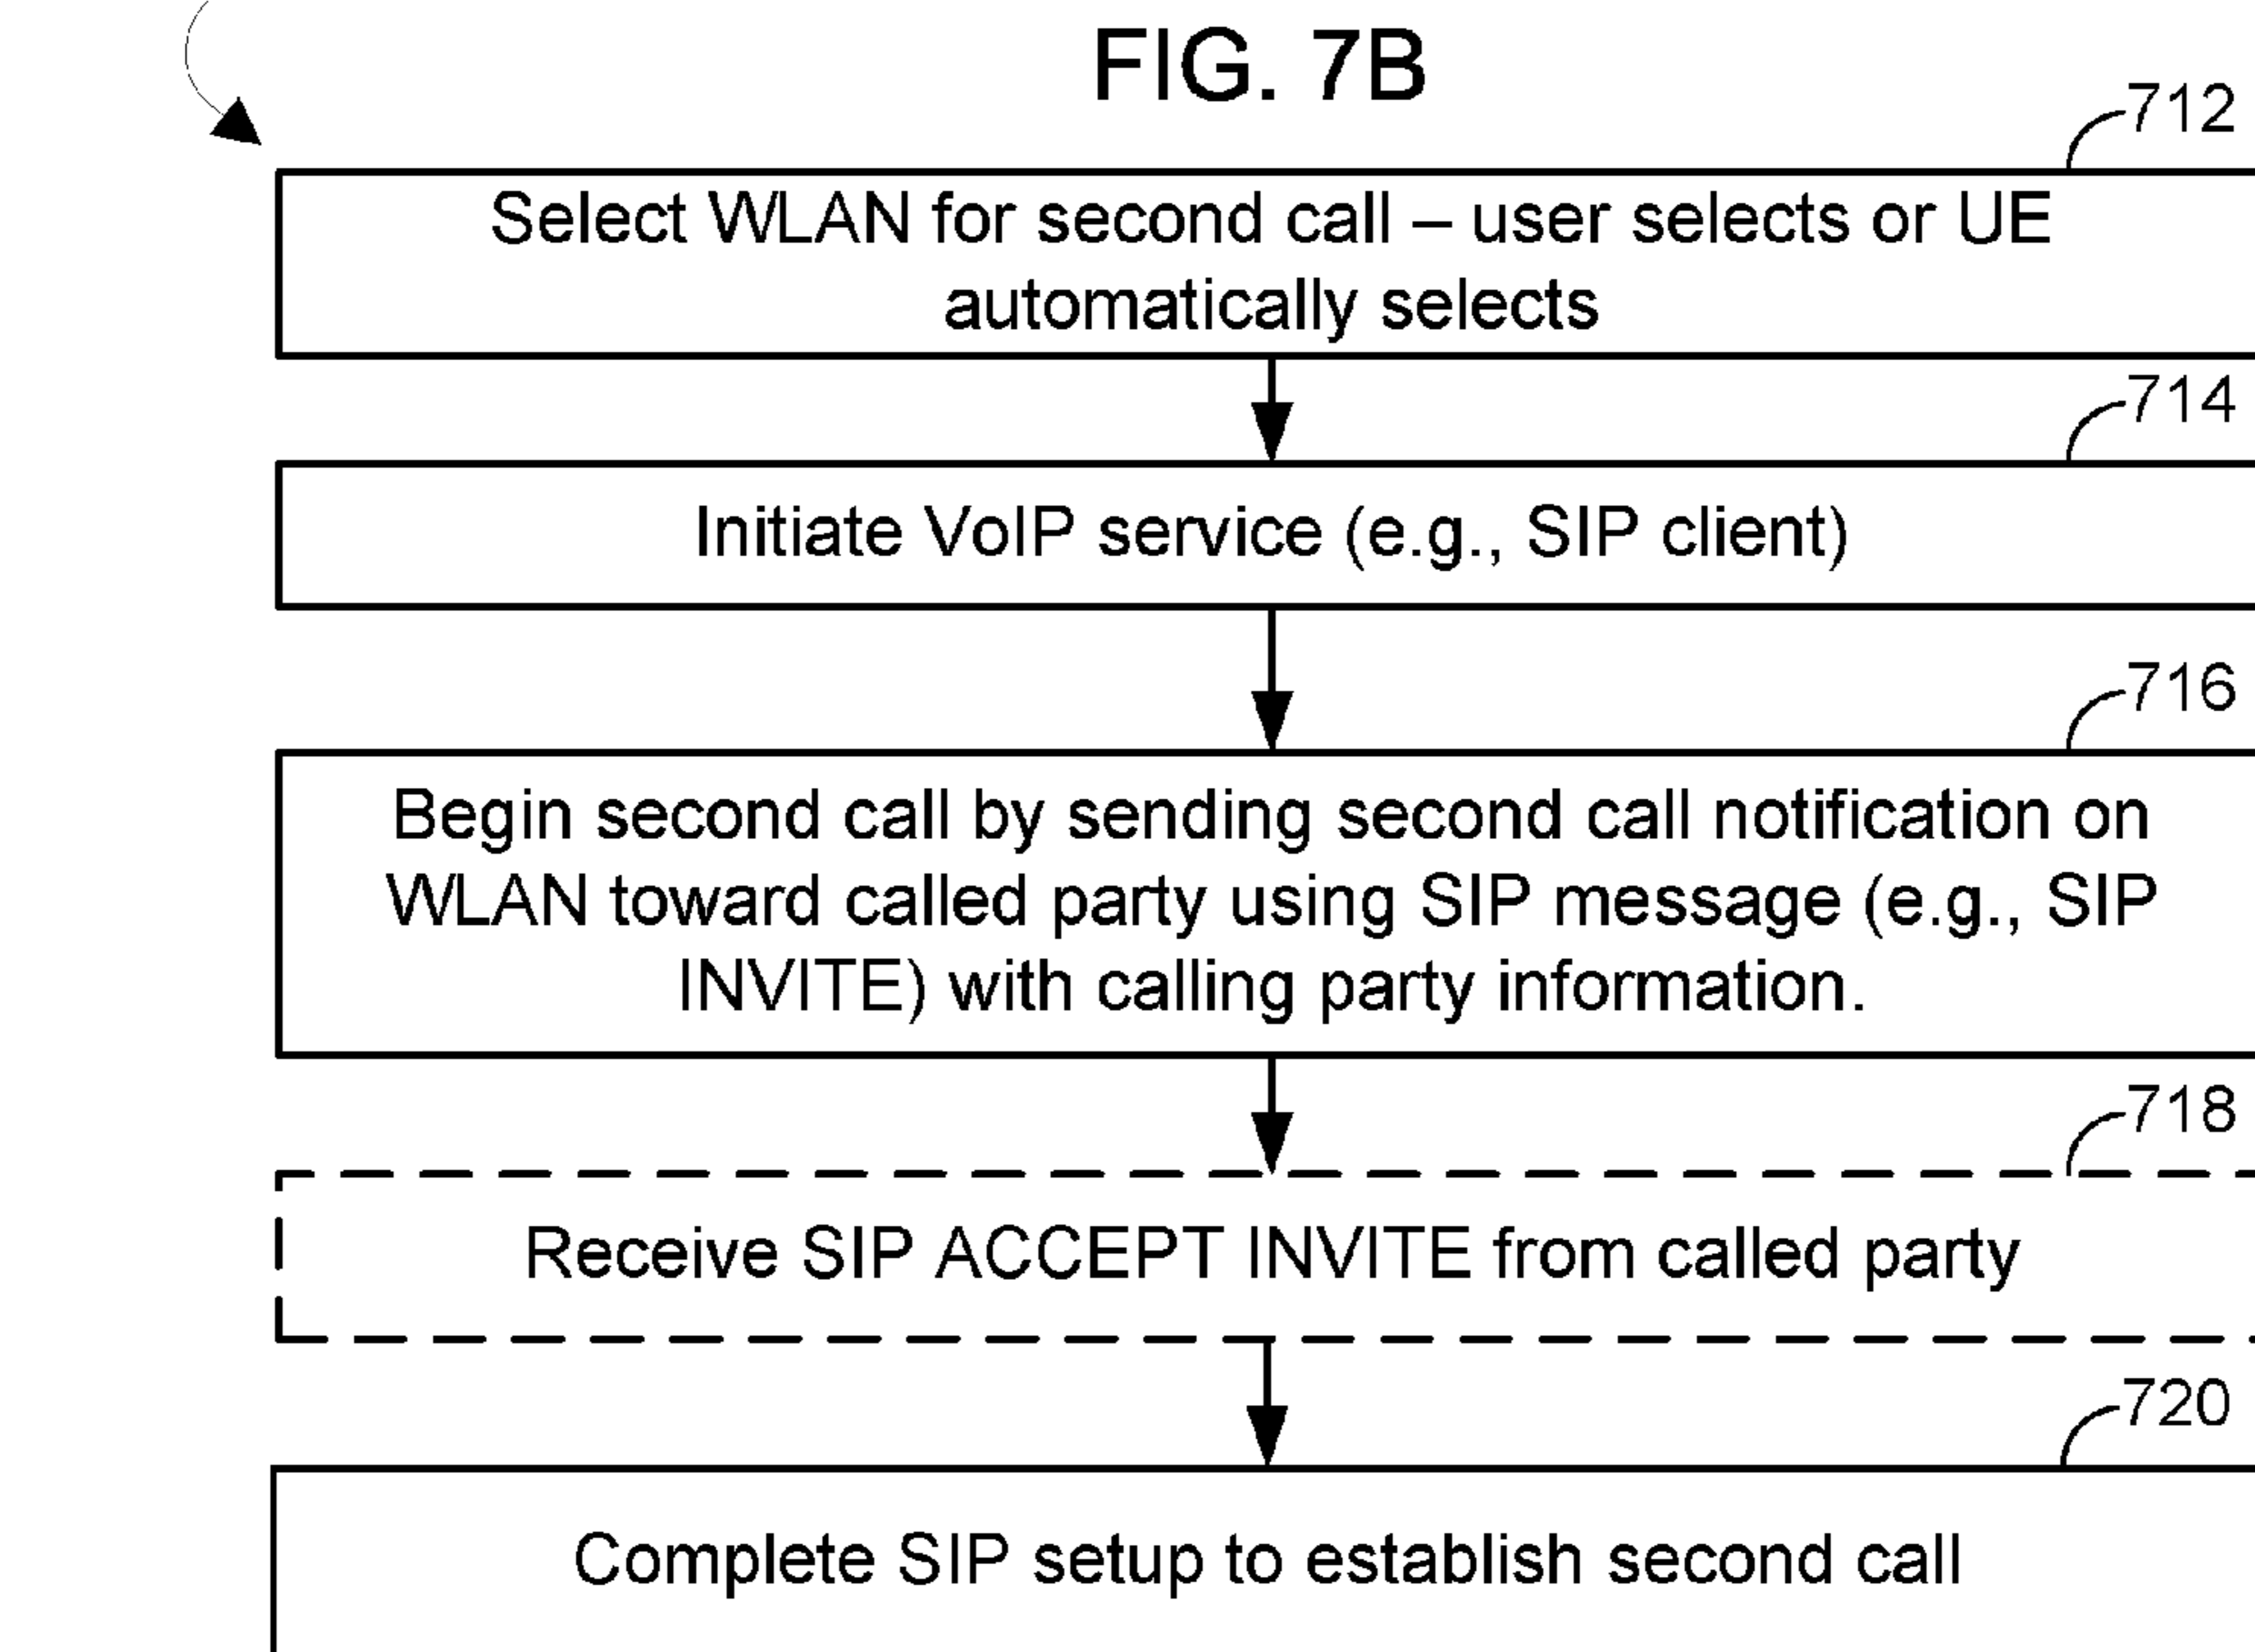 FIG. 7B
712
Select WLAN for second call – user selects or UE
automatically selects
714
Initiate VoIP service (e.g., SIP client)
716
Begin second call by sending second call notification on
WLAN toward called party using SIP message (e.g., SIP
INVITE) with calling party information.
718
Receive SIP ACCEPT INVITE from called party
720
Complete SIP setup to establish second call